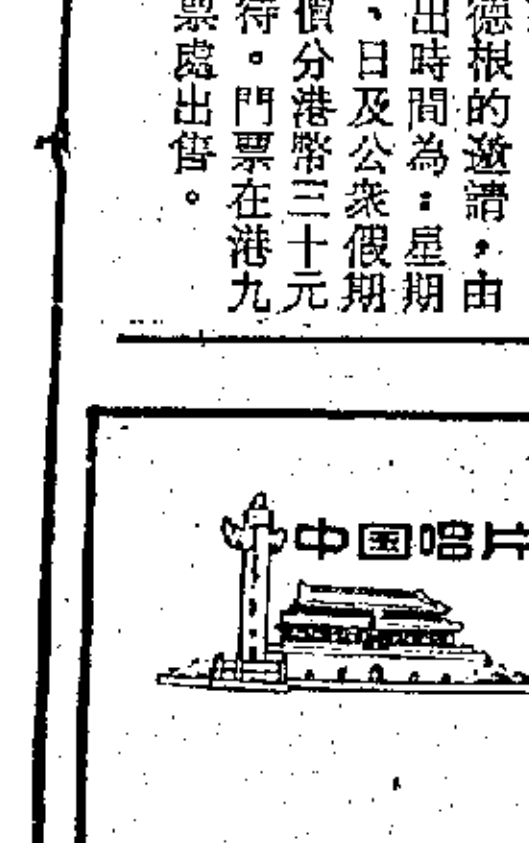 德根的邀請，由
出時間為：星期
、日及公衆假期
價分港幣三十元
待。門票在港九
票處出售。
中国唱片